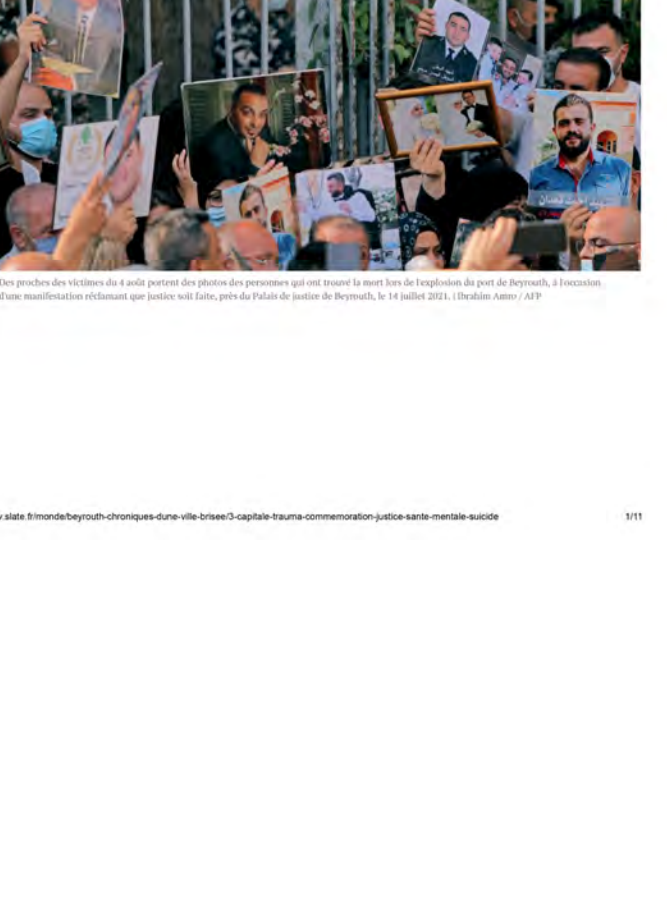 Des proches des victimes du 4 août portent des photos des personnes qui ont trouvé la mort lors de l'explosion du port de Beyrouth, à l'occasion
d'une manifestation réclamant que justice soit faite, près du Palais de justice de Beyrouth, le 14 juillet 2021. | Ibrahim Amro / AFP
.slate.fr/monde/beyrouth-chroniques-dune-ville-brisee/3-capitale-trauma-commemoration-justice-sante-mentale-suicide 1/11